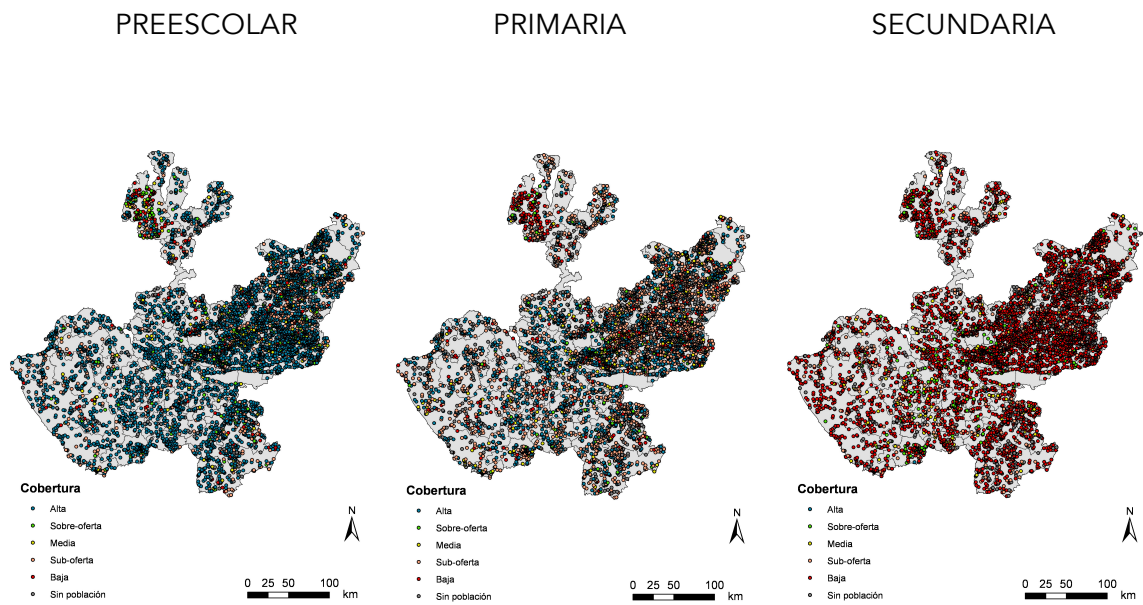 PREESCOLAR
PRIMARIA
SECUNDARIA
Cobertura
Alta
Sobre-oferta
Media
Sub-oferta
Baja
Sin población
N
0 25 50 100
km
Cobertura
Alta
Sobre-oferta
Media
Sub-oferta
Baja
Sin población
N
0 25 50 100
km
Cobertura
Alta
Sobre-oferta
Media
Sub-oferta
Baja
Sin población
N
0 25 50 100
km